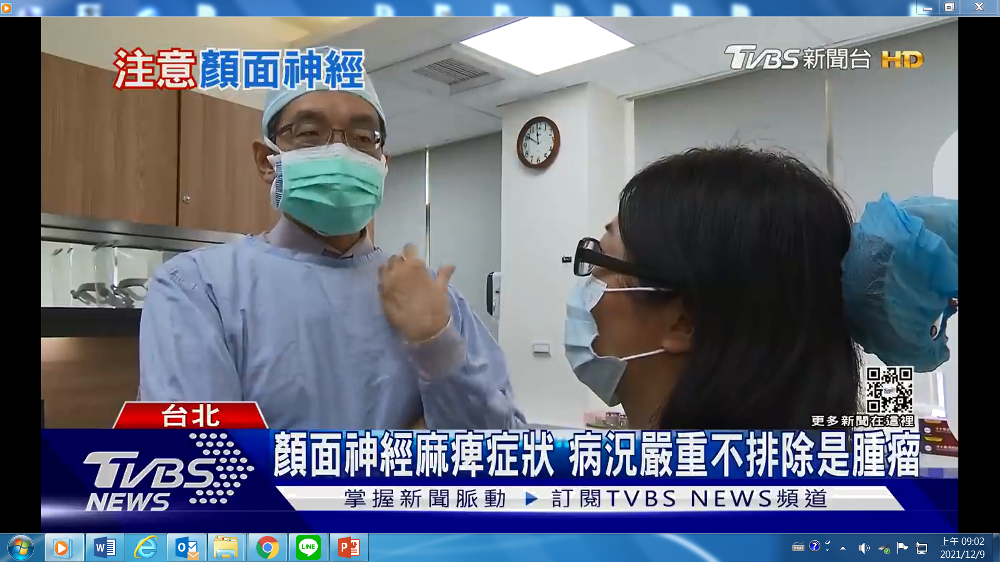 注意顏面神經
TVBS新聞台 HD
更多新聞在這裡
台北
TVBS
NEWS
顏面神經麻痺症狀 病況嚴重不排除是腫瘤
掌握新聞脈動 ▶ 訂閱TVBS NEWS頻道
LINE
上午 09:02
2021/12/9